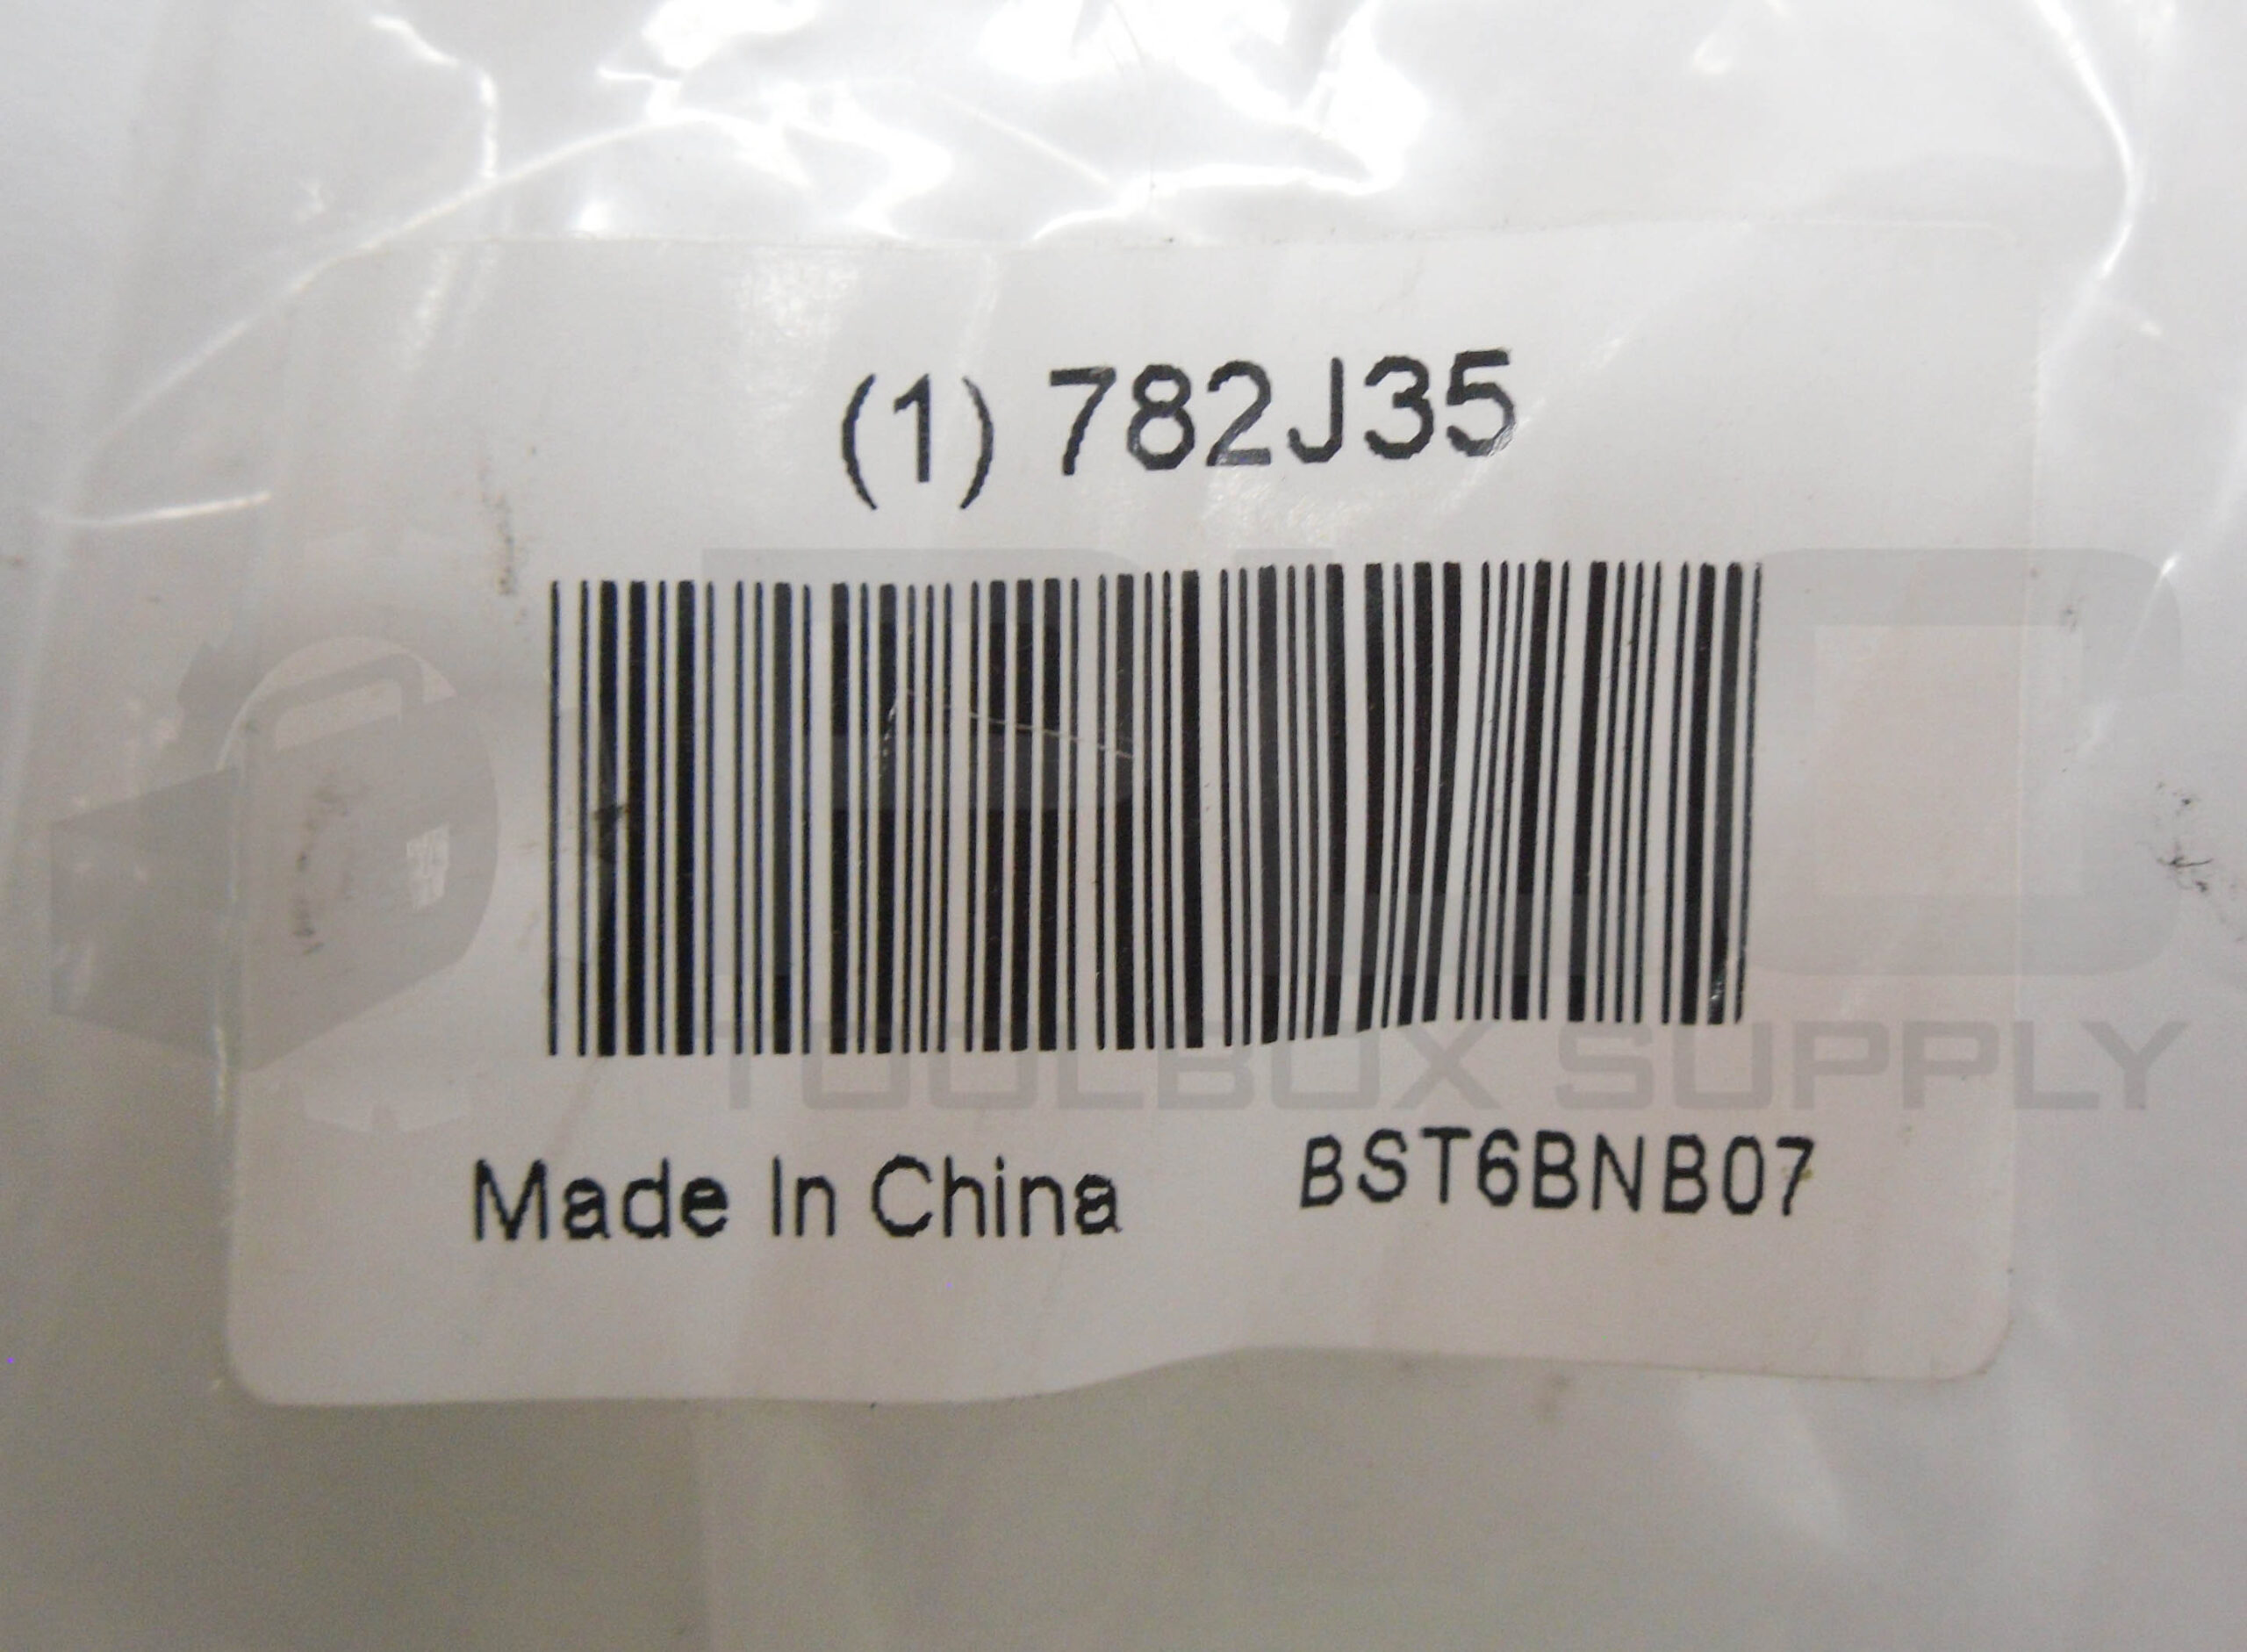 (1) 782J35
TOOLBOX SUPPLY
Made In China
BST6BNB07